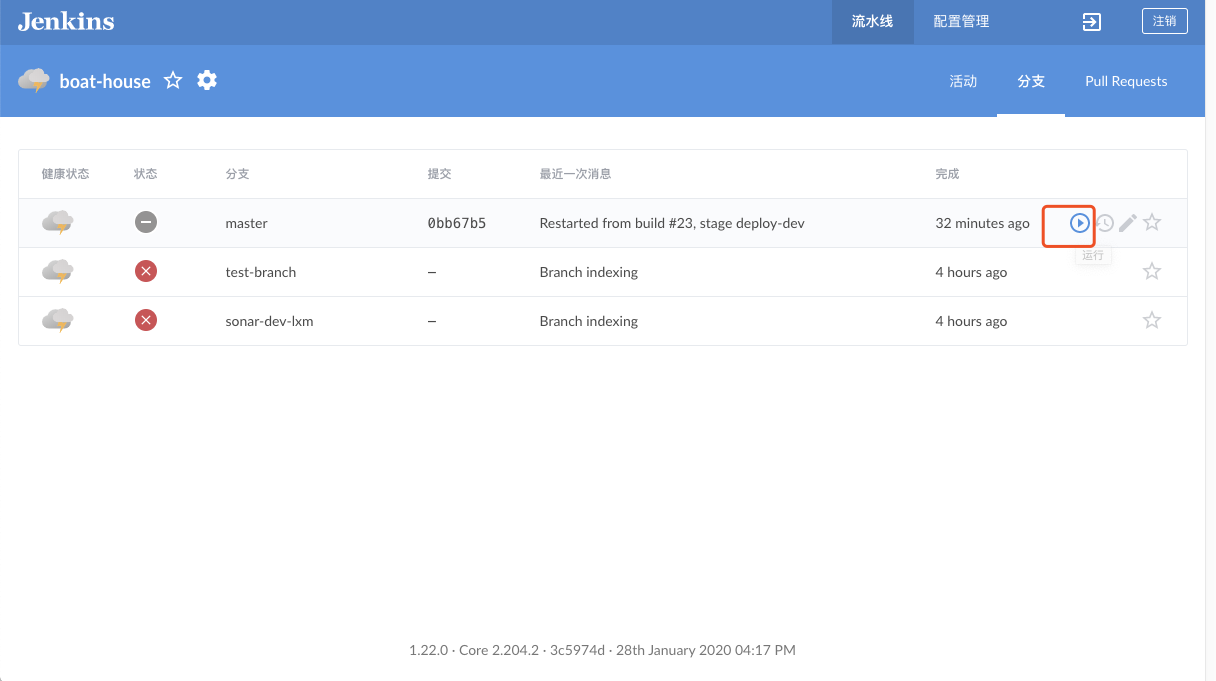 Jenkins 流水线 配置管理 注销
boat-house 活动 分支 Pull Requests
健康状态 状态 分支 提交 最近一次消息 完成
master 0bb67b5 Restarted from build #23, stage deploy-dev 32 minutes ago
运行
test-branch – Branch indexing 4 hours ago
sonar-dev-lxm – Branch indexing 4 hours ago
1.22.0 · Core 2.204.2 · 3c5974d · 28th January 2020 04:17 PM